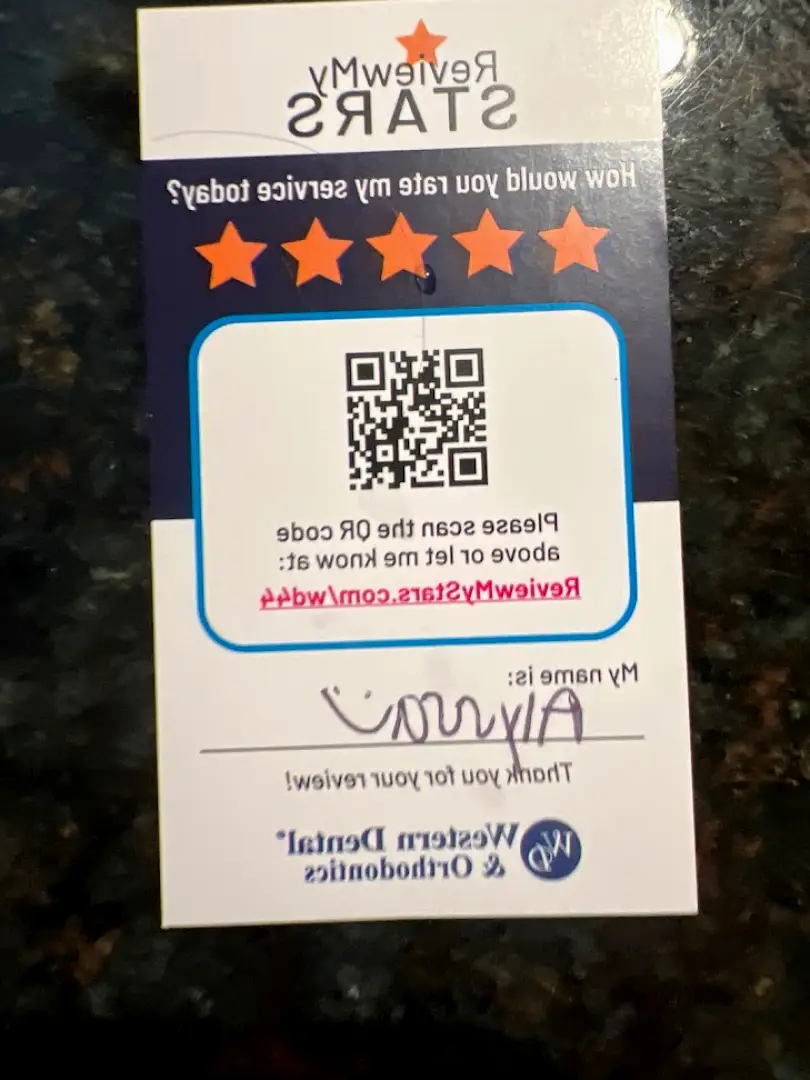 ReviewMy
STARS
How would you rate my service today?
Please scan the QR code
above or let me know at:
ReviewMyStars.com/wd44
My name is:
Thank you for your review!
WD Western Dental®
& Orthodontics